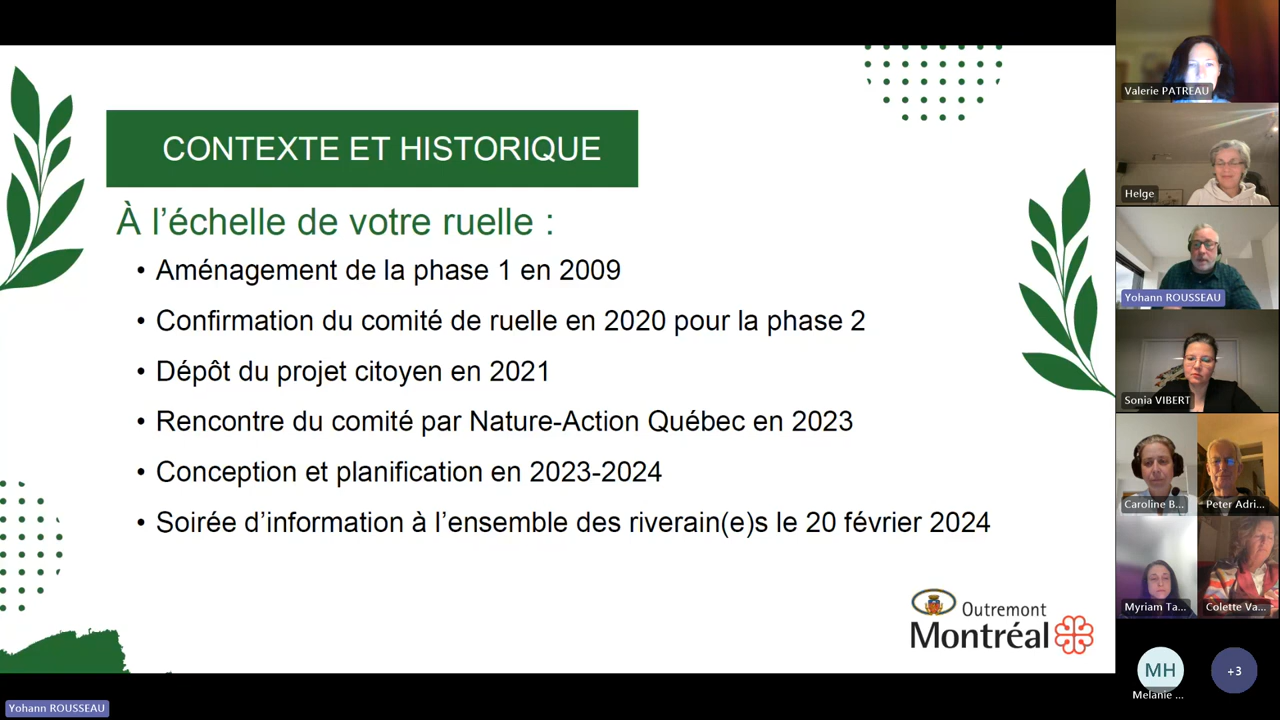 CONTEXTE ET HISTORIQUE
À l’échelle de votre ruelle :
• Aménagement de la phase 1 en 2009
• Confirmation du comité de ruelle en 2020 pour la phase 2
• Dépôt du projet citoyen en 2021
• Rencontre du comité par Nature-Action Québec en 2023
• Conception et planification en 2023-2024
• Soirée d’information à l’ensemble des riverain(e)s le 20 février 2024
Outremont
Montréal
Valerie PATREAU
Helge
Yohann ROUSSEAU
Sonia VIBERT
Caroline B...
Peter Adri...
Myriam Ta...
Colette Va...
MH
Melanie ...
+3
Yohann ROUSSEAU